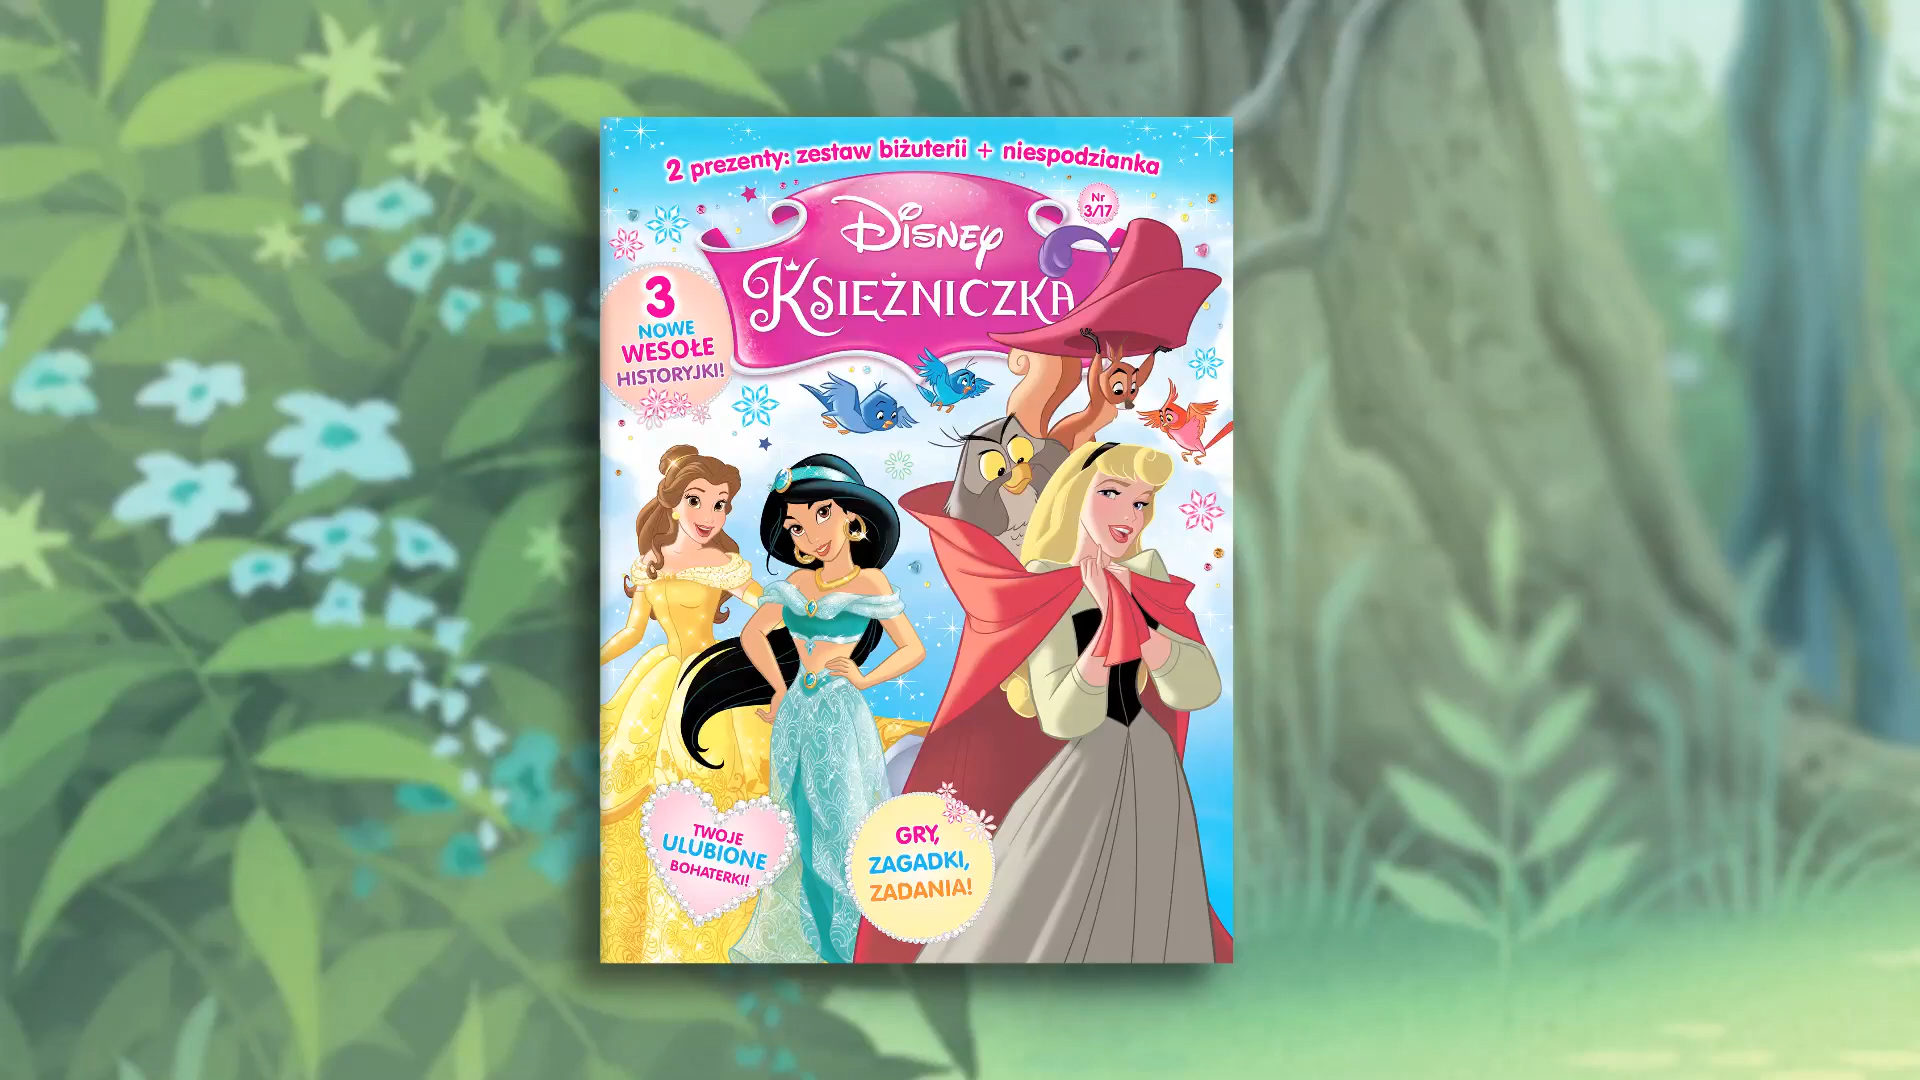 2 prezenty: zestaw biżuterii + niespodzianka
Disney
Księżniczka
Nr
3/17
3
NOWE
WESOŁE
HISTORYJKI!
TWOJE
ULUBIONE
BOHATERKI!
GRY,
ZAGADKI,
ZADANIA!